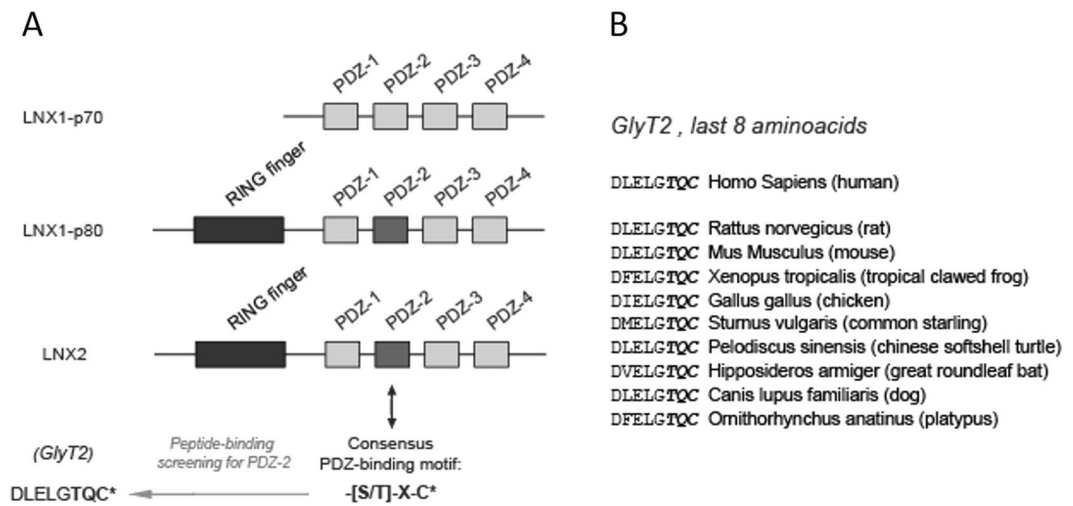 A
PDZ-1 PDZ-2 PDZ-3 PDZ-4
LNX1-p70
RING finger
PDZ-1 PDZ-2 PDZ-3 PDZ-4
LNX1-p80
RING finger
PDZ-1 PDZ-2 PDZ-3 PDZ-4
LNX2
(GlyT2)
Peptide-binding
screening for PDZ-2
Consensus
PDZ-binding motif:
DLELGTQC*
-[S/T]-X-C*
B
GlyT2 , last 8 aminoacids
DLELGTQC Homo Sapiens (human)
DLELGTQC Rattus norvegicus (rat)
DLELGTQC Mus Musculus (mouse)
DFELGTQC Xenopus tropicalis (tropical clawed frog)
DIELGTQC Gallus gallus (chicken)
DMELGTQC Sturnus vulgaris (common starling)
DLELGTQC Pelodiscus sinensis (chinese softshell turtle)
DVELGTQC Hipposideros armiger (great roundleaf bat)
DLELGTQC Canis lupus familiaris (dog)
DFELGTQC Ornithorhynchus anatinus (platypus)